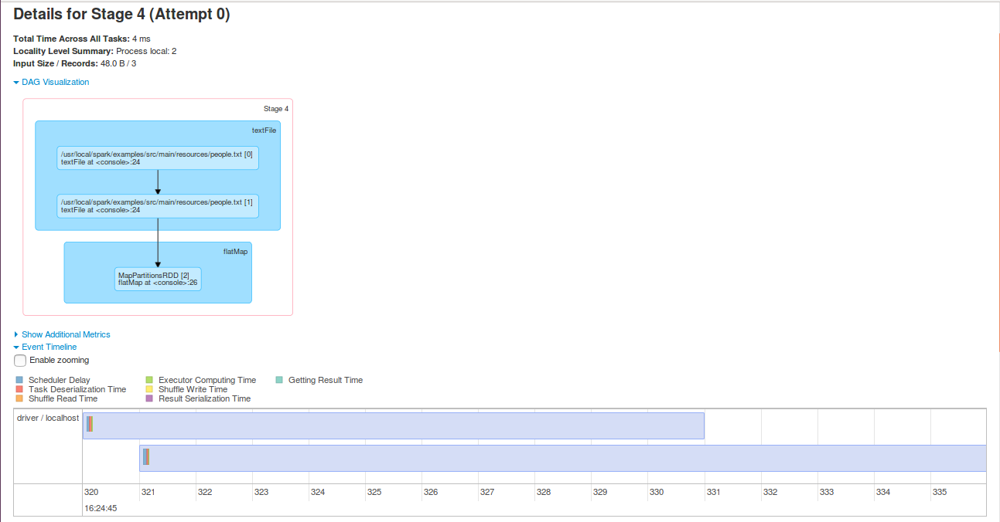 Details for Stage 4 (Attempt 0)
Total Time Across All Tasks: 4 ms
Locality Level Summary: Process local: 2
Input Size / Records: 48.0 B / 3
DAG Visualization
Stage 4
textFile
/usr/local/spark/examples/src/main/resources/people.txt [0]
textFile at <console>:24
/usr/local/spark/examples/src/main/resources/people.txt [1]
textFile at <console>:24
flatMap
MapPartitionsRDD [2]
flatMap at <console>:26
Show Additional Metrics
Event Timeline
Enable zooming
Scheduler Delay Executor Computing Time Getting Result Time
Task Deserialization Time Shuffle Write Time
Shuffle Read Time Result Serialization Time
driver / localhost
320 321 322 323 324 325 326 327 328 329 330 331 332 333 334 335
16:24:45